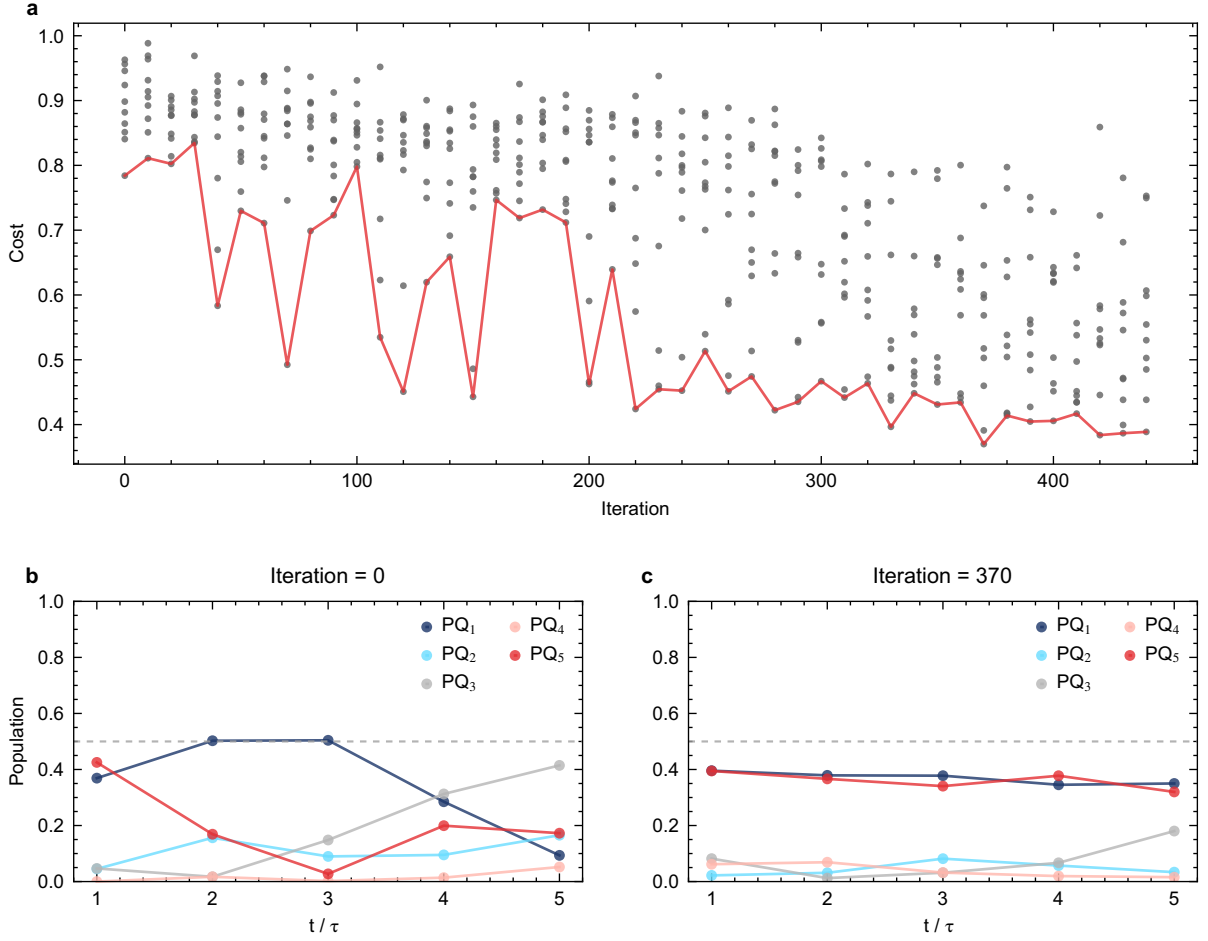 a
1.0
0.9
0.8
0.7
0.6
0.5
0.4
Cost
0 100 200 300 400
Iteration
b
Iteration = 0
1.0
0.8
0.6
0.4
0.2
0.0
Population
PQ₁ PQ₄
PQ₂ PQ₅
PQ₃
1 2 3 4 5
t / τ
c
Iteration = 370
1.0
0.8
0.6
0.4
0.2
0.0
PQ₁ PQ₄
PQ₂ PQ₅
PQ₃
1 2 3 4 5
t / τ